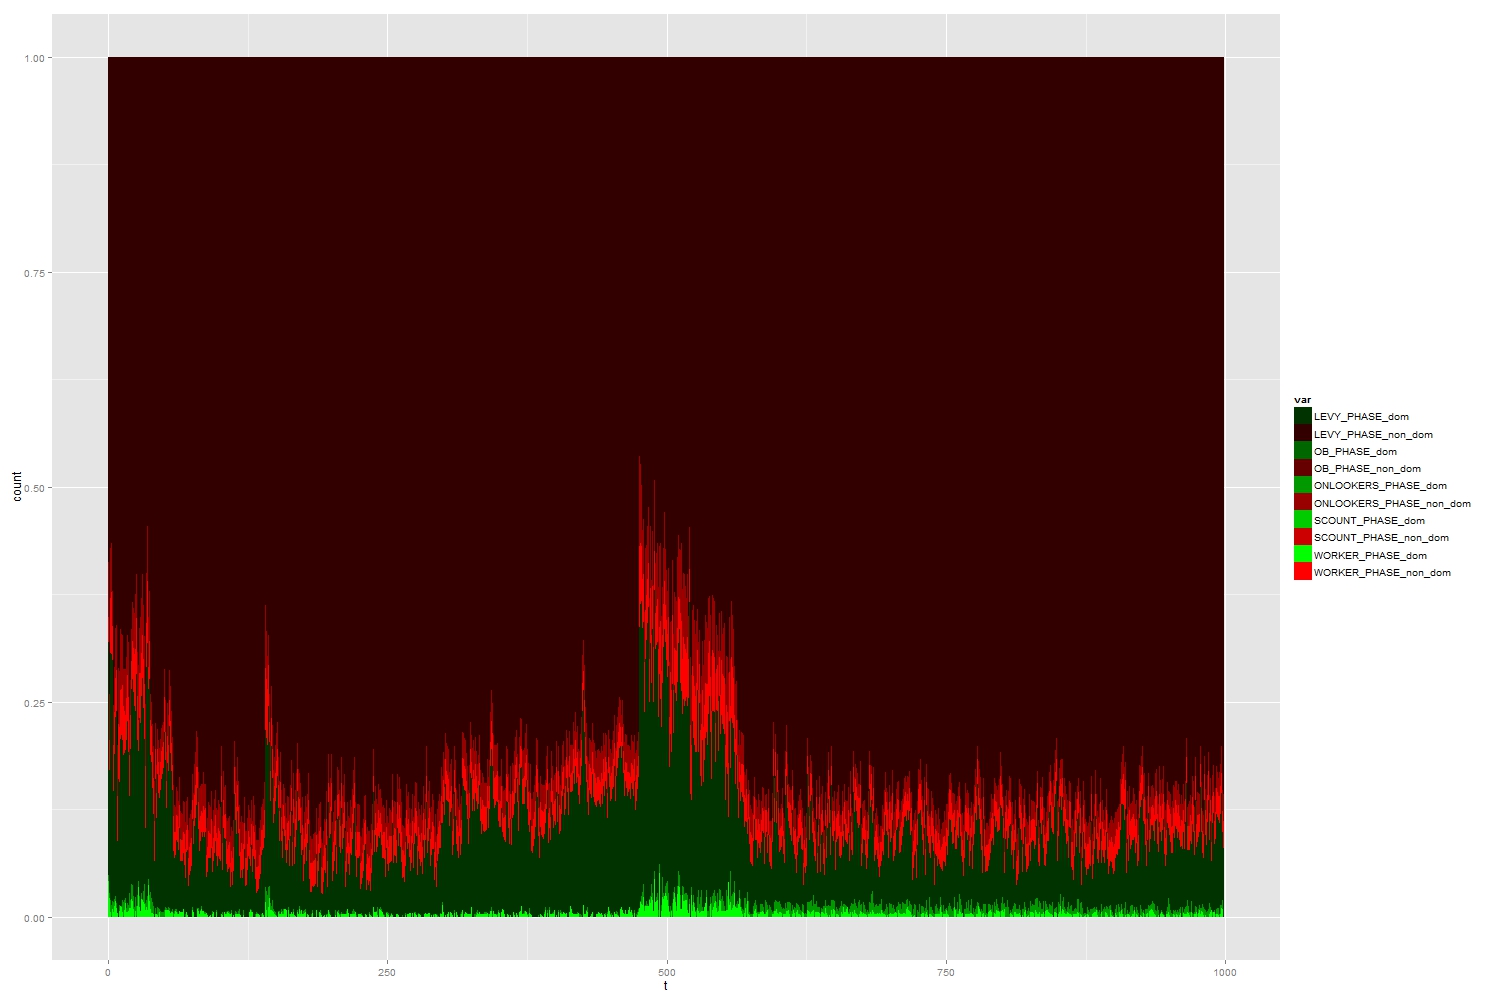 1.00
0.75
0.50
0.25
0.00
count
0
250
500
750
1000
t
var
LEVY_PHASE_dom
LEVY_PHASE_non_dom
OB_PHASE_dom
OB_PHASE_non_dom
ONLOOKERS_PHASE_dom
ONLOOKERS_PHASE_non_dom
SCOUNT_PHASE_dom
SCOUNT_PHASE_non_dom
WORKER_PHASE_dom
WORKER_PHASE_non_dom